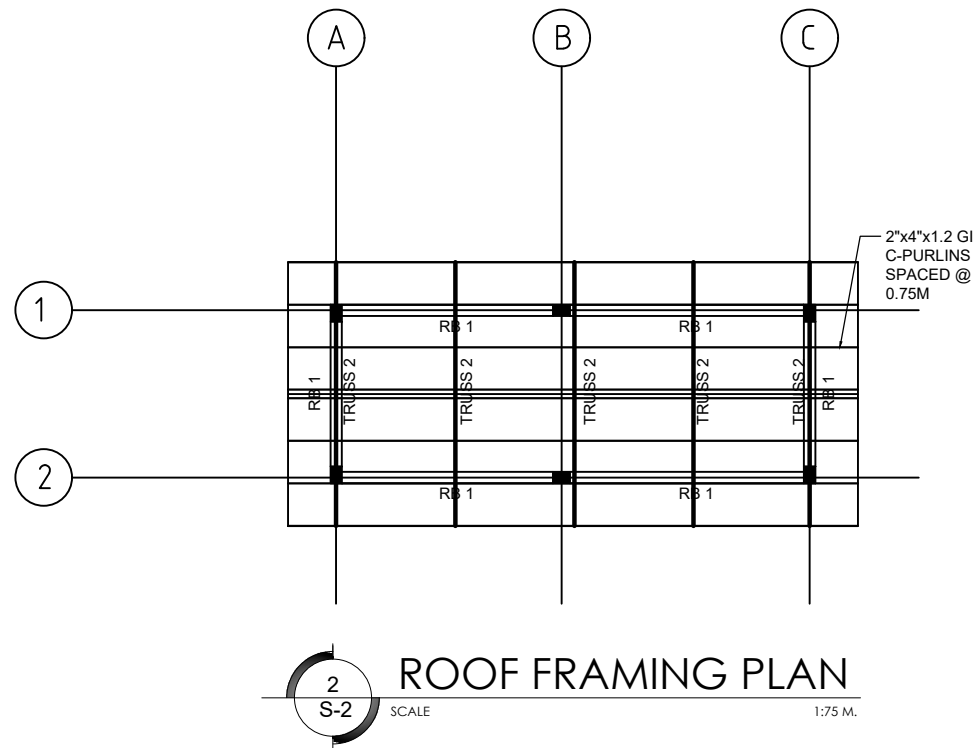 A B C
2"x4"x1.2 GI
C-PURLINS
SPACED @
0.75M
1
RB 1 RB 1
RB 1 TRUSS 2 TRUSS 2 TRUSS 2 TRUSS 2 TRUSS 2 RB 1
2
RB 1 RB 1
2
S-2
ROOF FRAMING PLAN
SCALE 1:75 M.